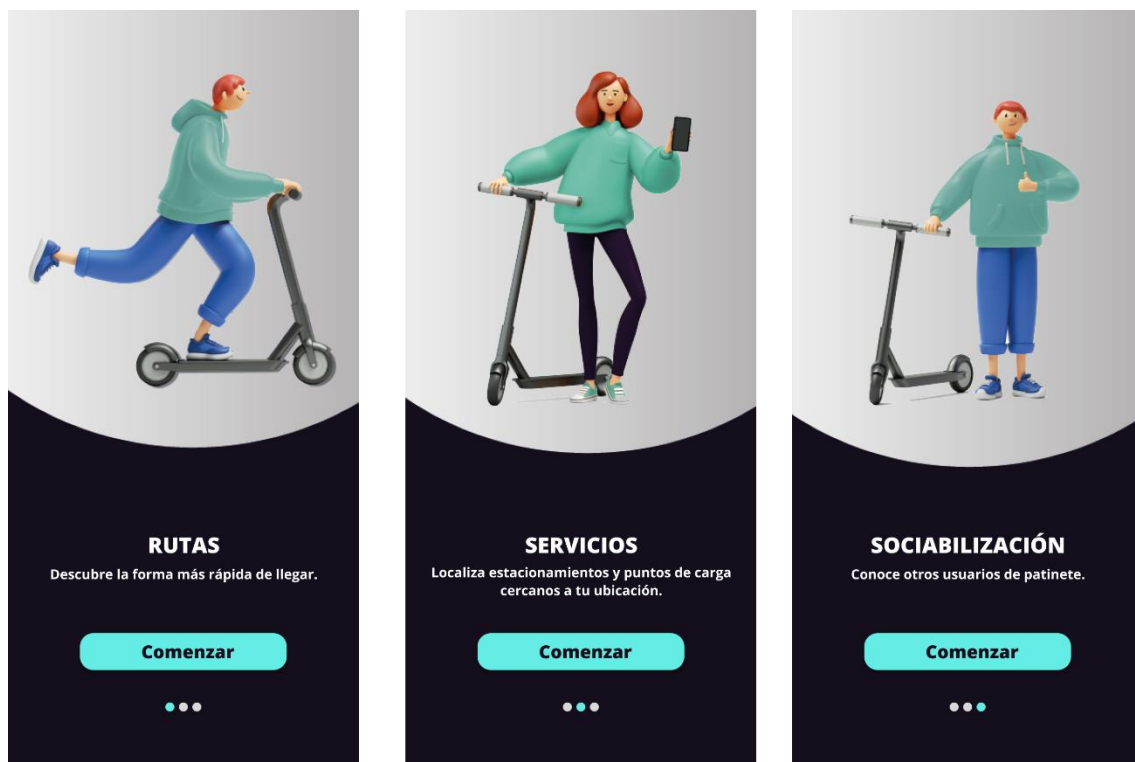 RUTAS
Descubre la forma más rápida de llegar.
Comenzar
SERVICIOS
Localiza estacionamientos y puntos de carga
cercanos a tu ubicación.
Comenzar
SOCIABILIZACIÓN
Conoce otros usuarios de patinete.
Comenzar